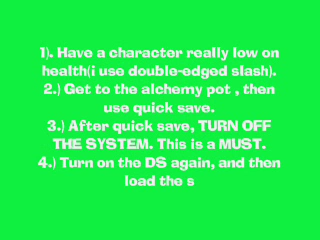 1). Have a character really low on
health(i use double-edged slash).
2.) Get to the alchemy pot , then
use quick save.
3.) After quick save, TURN OFF
THE SYSTEM. This is a MUST.
4.) Turn on the DS again, and then
load the s